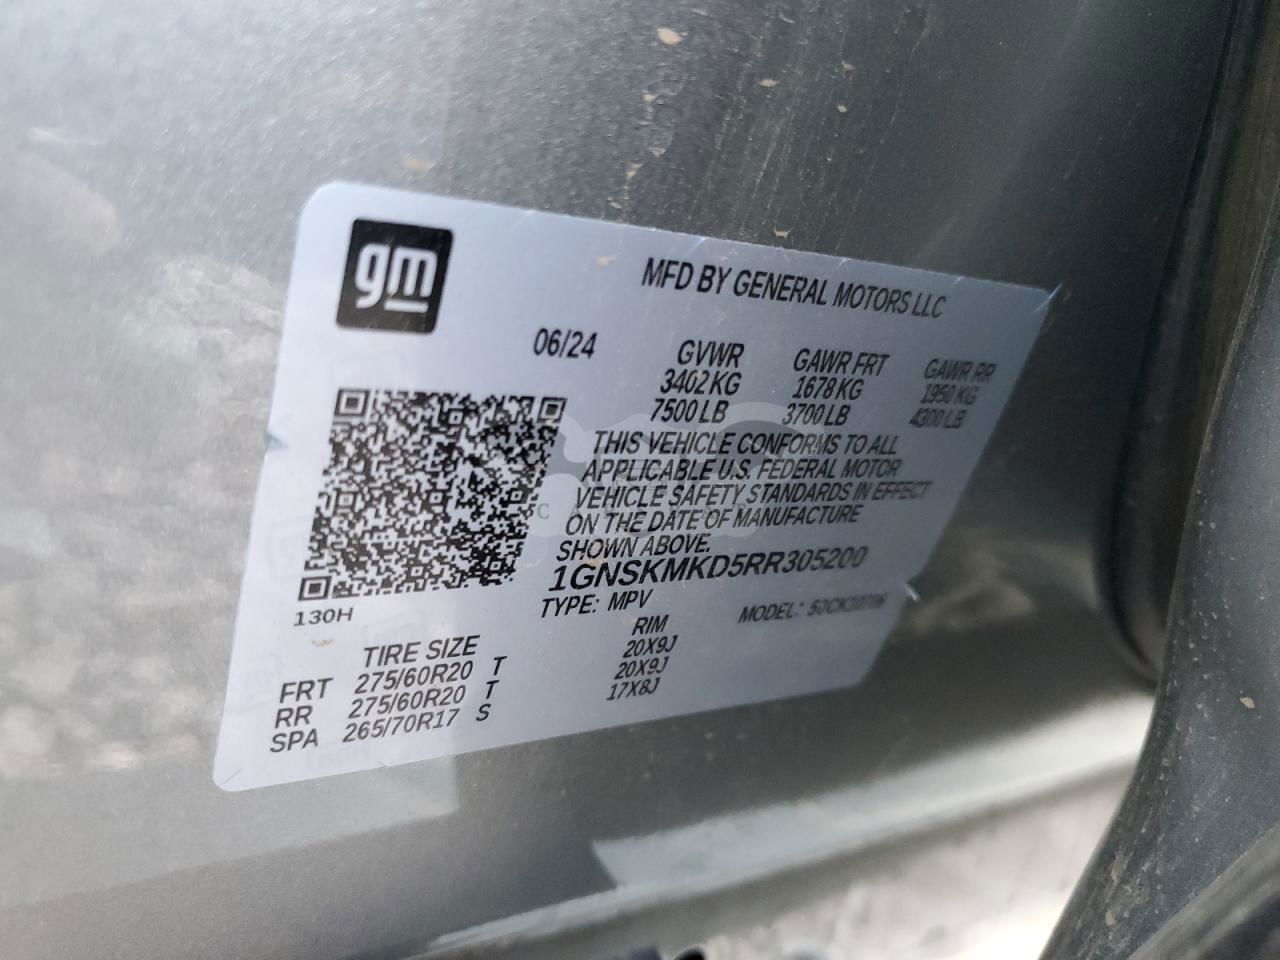 gm
MFD BY GENERAL MOTORS LLC
06/24 GVWR GAWR FRT GAWR RR
3402 KG 1678 KG 1950 KG
7500 LB 3700 LB 4300 LB
THIS VEHICLE CONFORMS TO ALL
APPLICABLE U.S. FEDERAL MOTOR
VEHICLE SAFETY STANDARDS IN EFFECT
ON THE DATE OF MANUFACTURE
SHOWN ABOVE.
1GNSKMKD5RR305200
130H
TYPE: MPV MODEL:
TIRE SIZE RIM
FRT 275/60R20 T 20X9J
RR 275/60R20 T 20X9J
SPA 265/70R17 S 17X8J